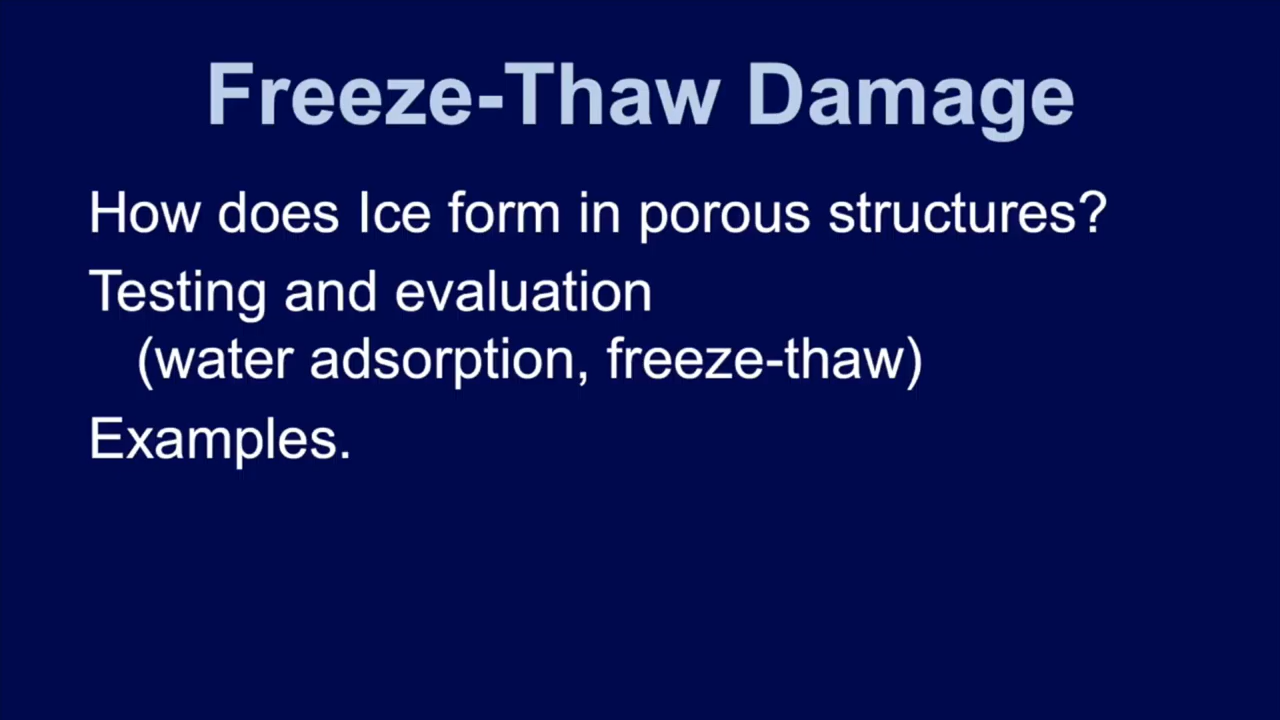 Freeze-Thaw Damage
How does Ice form in porous structures?
Testing and evaluation
(water adsorption, freeze-thaw)
Examples.